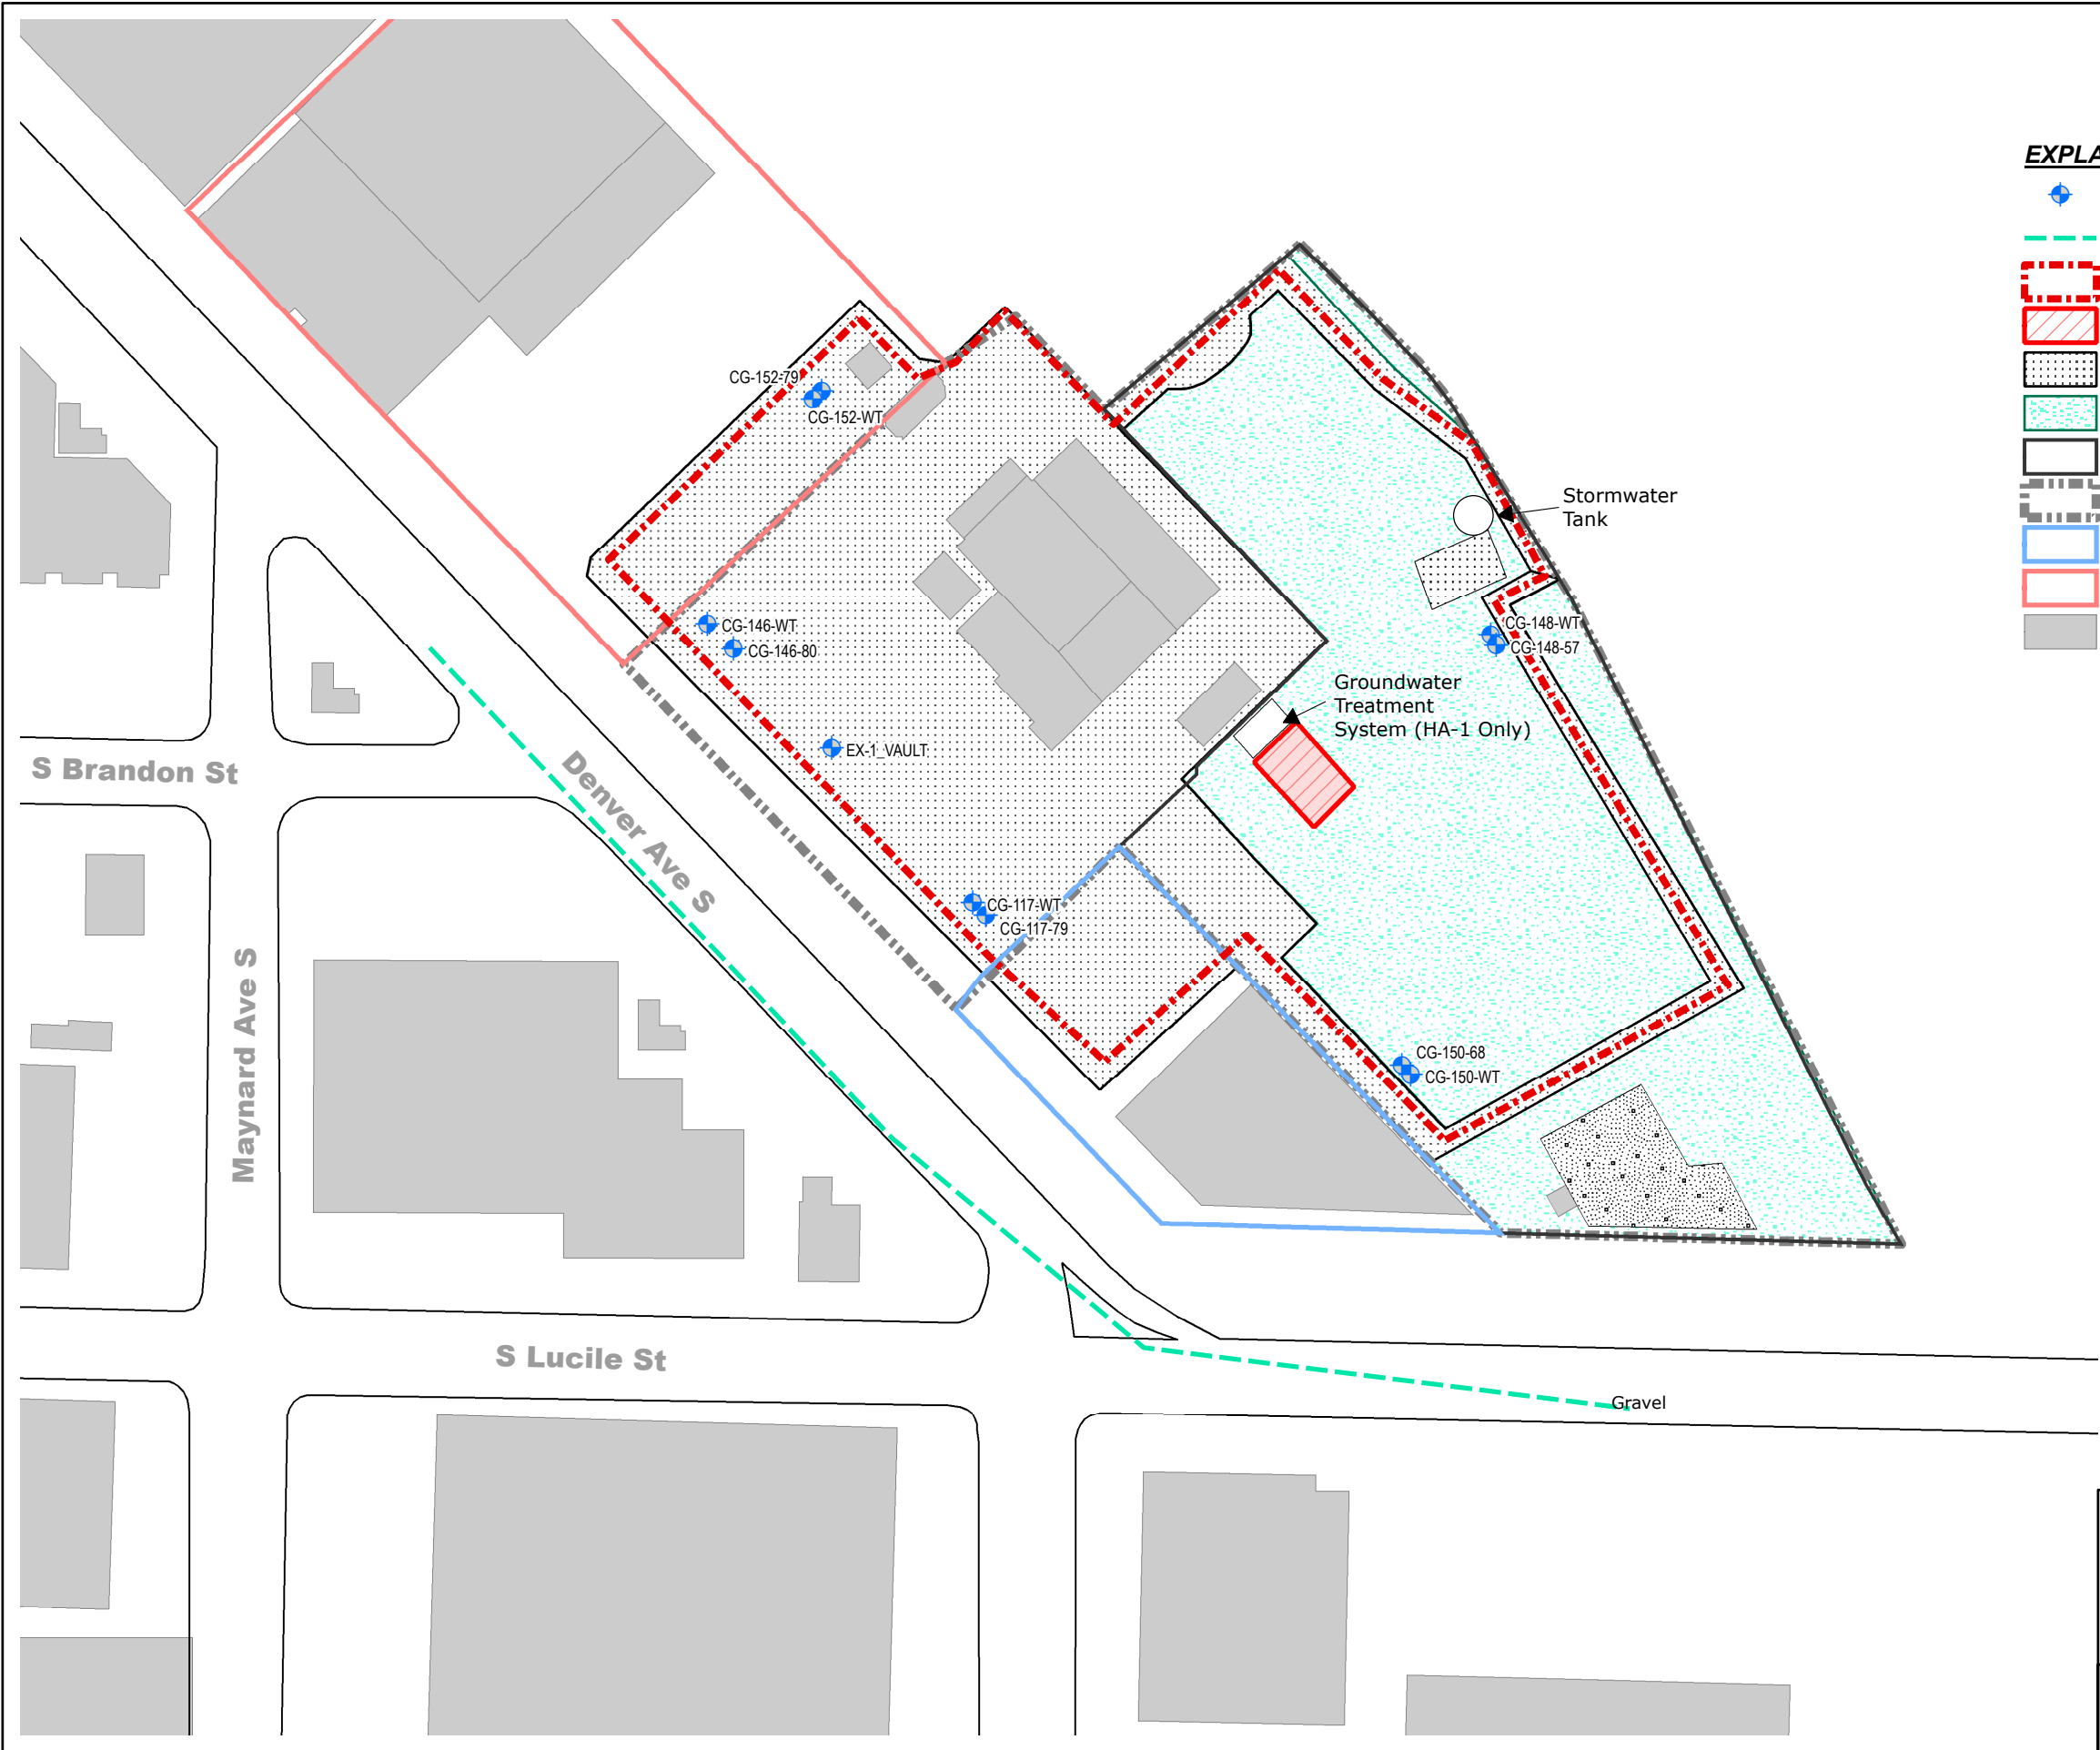 EXPLA
CG-152-79
CG-152-WT
Stormwater
Tank
CG-146-WT
CG-146-80
CG-148-WT
CG-148-57
Groundwater
Treatment
System (HA-1 Only)
EX-1_VAULT
S Brandon St
Denver Ave S
CG-117-WT
CG-117-79
Maynard Ave S
CG-150-68
CG-150-WT
S Lucile St
Gravel